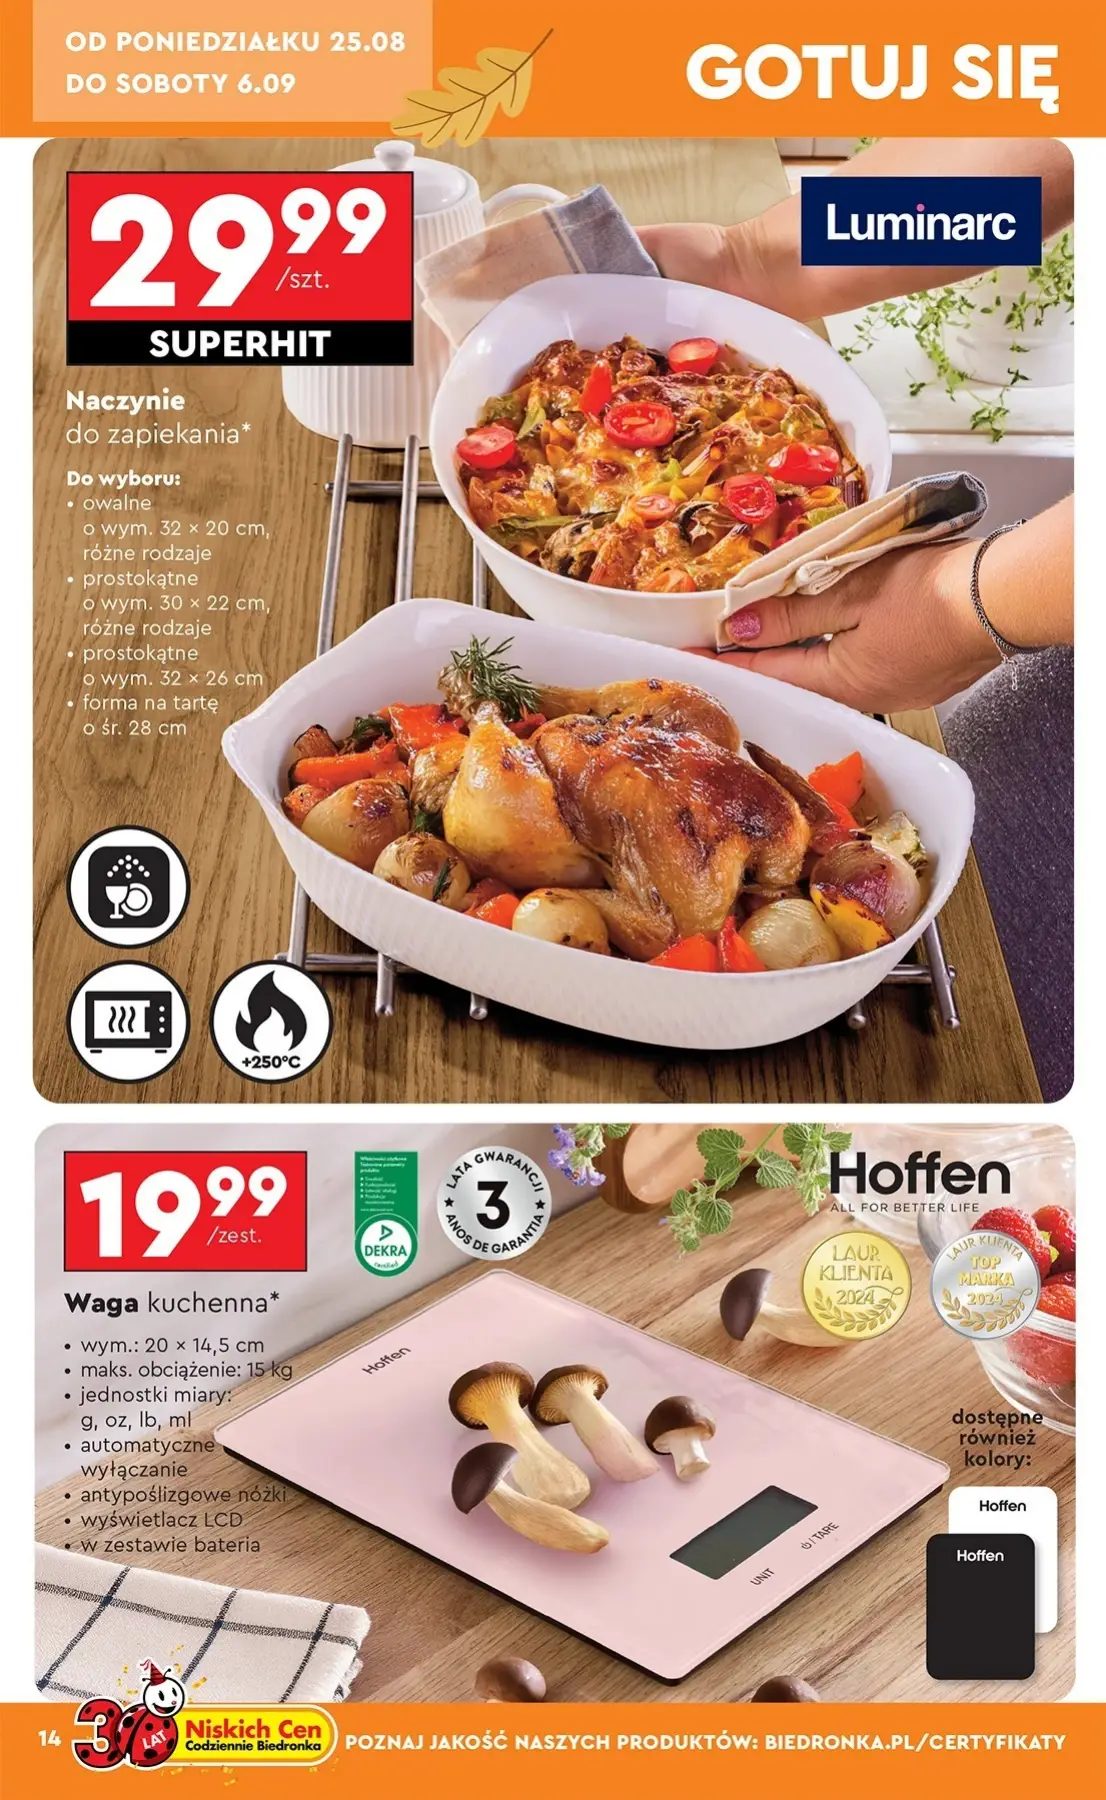 OD PONIEDZIAŁKU 25.08
DO SOBOTY 6.09
GOTUJ SIĘ
29 99
/szt.
SUPERHIT
Luminarc
Naczynie
do zapiekania*
Do wyboru:
• owalne
o wym. 32 × 20 cm,
różne rodzaje
• prostokątne
o wym. 30 × 22 cm,
różne rodzaje
• prostokątne
o wym. 32 × 26 cm
• forma na tartę
o śr. 28 cm
+250°C
19 99
/zest.
DEKRA
3 LATA GWARANCJI
ANOS DE GARANTIA
Hoffen
ALL FOR BETTER LIFE
LAUR
KLIENTA
2024
LAUR KLIENTA
TOP
MARKA
2024
Waga kuchenna*
• wym.: 20 × 14,5 cm
• maks. obciążenie: 15 kg
• jednostki miary:
g, oz, lb, ml
• automatyczne
wyłączanie
• antypoślizgowe nóżki
• wyświetlacz LCD
• w zestawie bateria
Hoffen
UNIT
/TARE
dostępne
również
kolory:
Hoffen
Hoffen
14
30 LAT
Niskich Cen
Codziennie Biedronka
POZNAJ JAKOŚĆ NASZYCH PRODUKTÓW: BIEDRONKA.PL/CERTYFIKATY